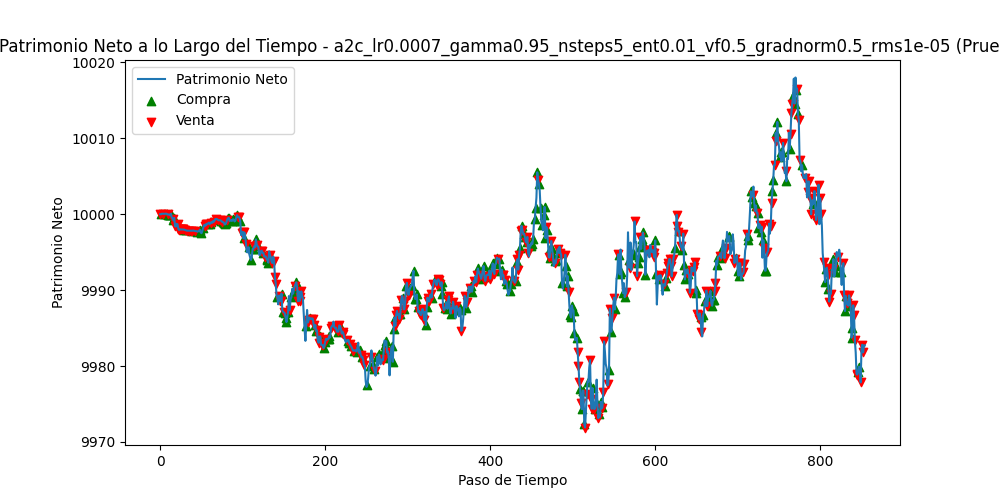 Patrimonio Neto a lo Largo del Tiempo - a2c_lr0.0007_gamma0.95_nsteps5_ent0.01_vf0.5_gradnorm0.5_rms1e-05 (Prue
Patrimonio Neto
Compra
Venta
10020
10010
10000
9990
9980
9970
Patrimonio Neto
0 200 400 600 800
Paso de Tiempo